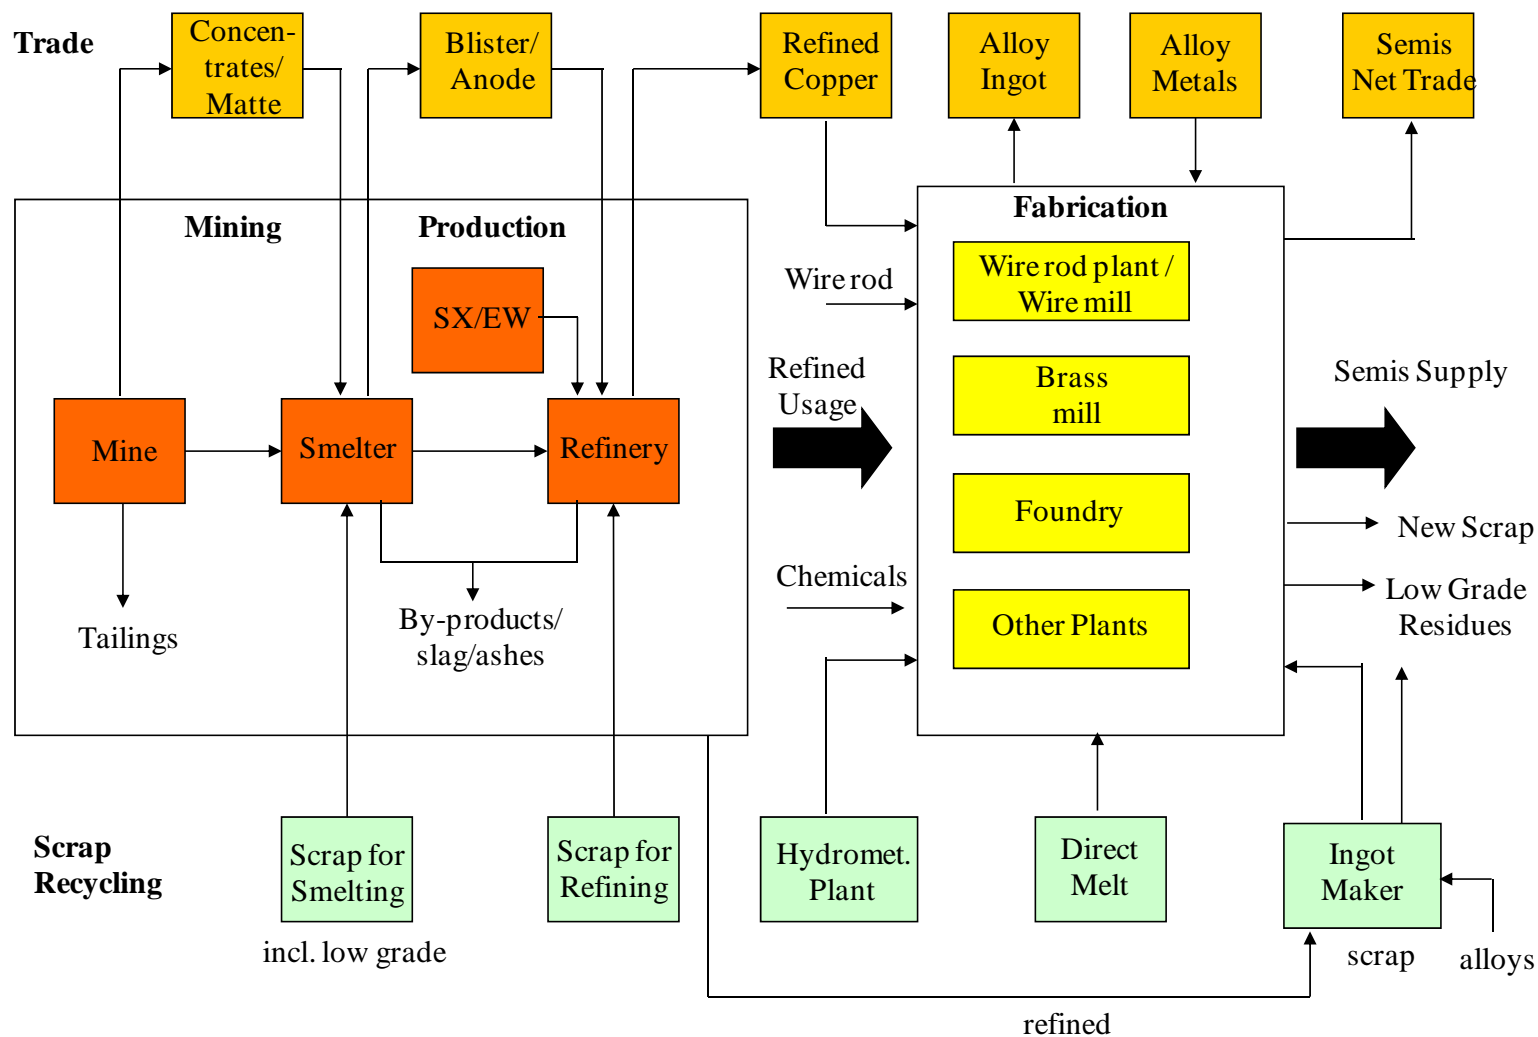 Trade
Concen-
trates/
Matte
Blister/
Anode
Refined
Copper
Alloy
Ingot
Alloy
Metals
Semis
Net Trade
Mining
Production
Fabrication
SX/EW
Mine
Smelter
Refinery
Tailings
By-products/
slag/ashes
Wire rod
Refined
Usage
Chemicals
Wire rod plant /
Wire mill
Brass
mill
Foundry
Other Plants
Semis Supply
New Scrap
Low Grade
Residues
Scrap
Recycling
Scrap for
Smelting
incl. low grade
Scrap for
Refining
Hydromet.
Plant
Direct
Melt
Ingot
Maker
scrap
alloys
refined